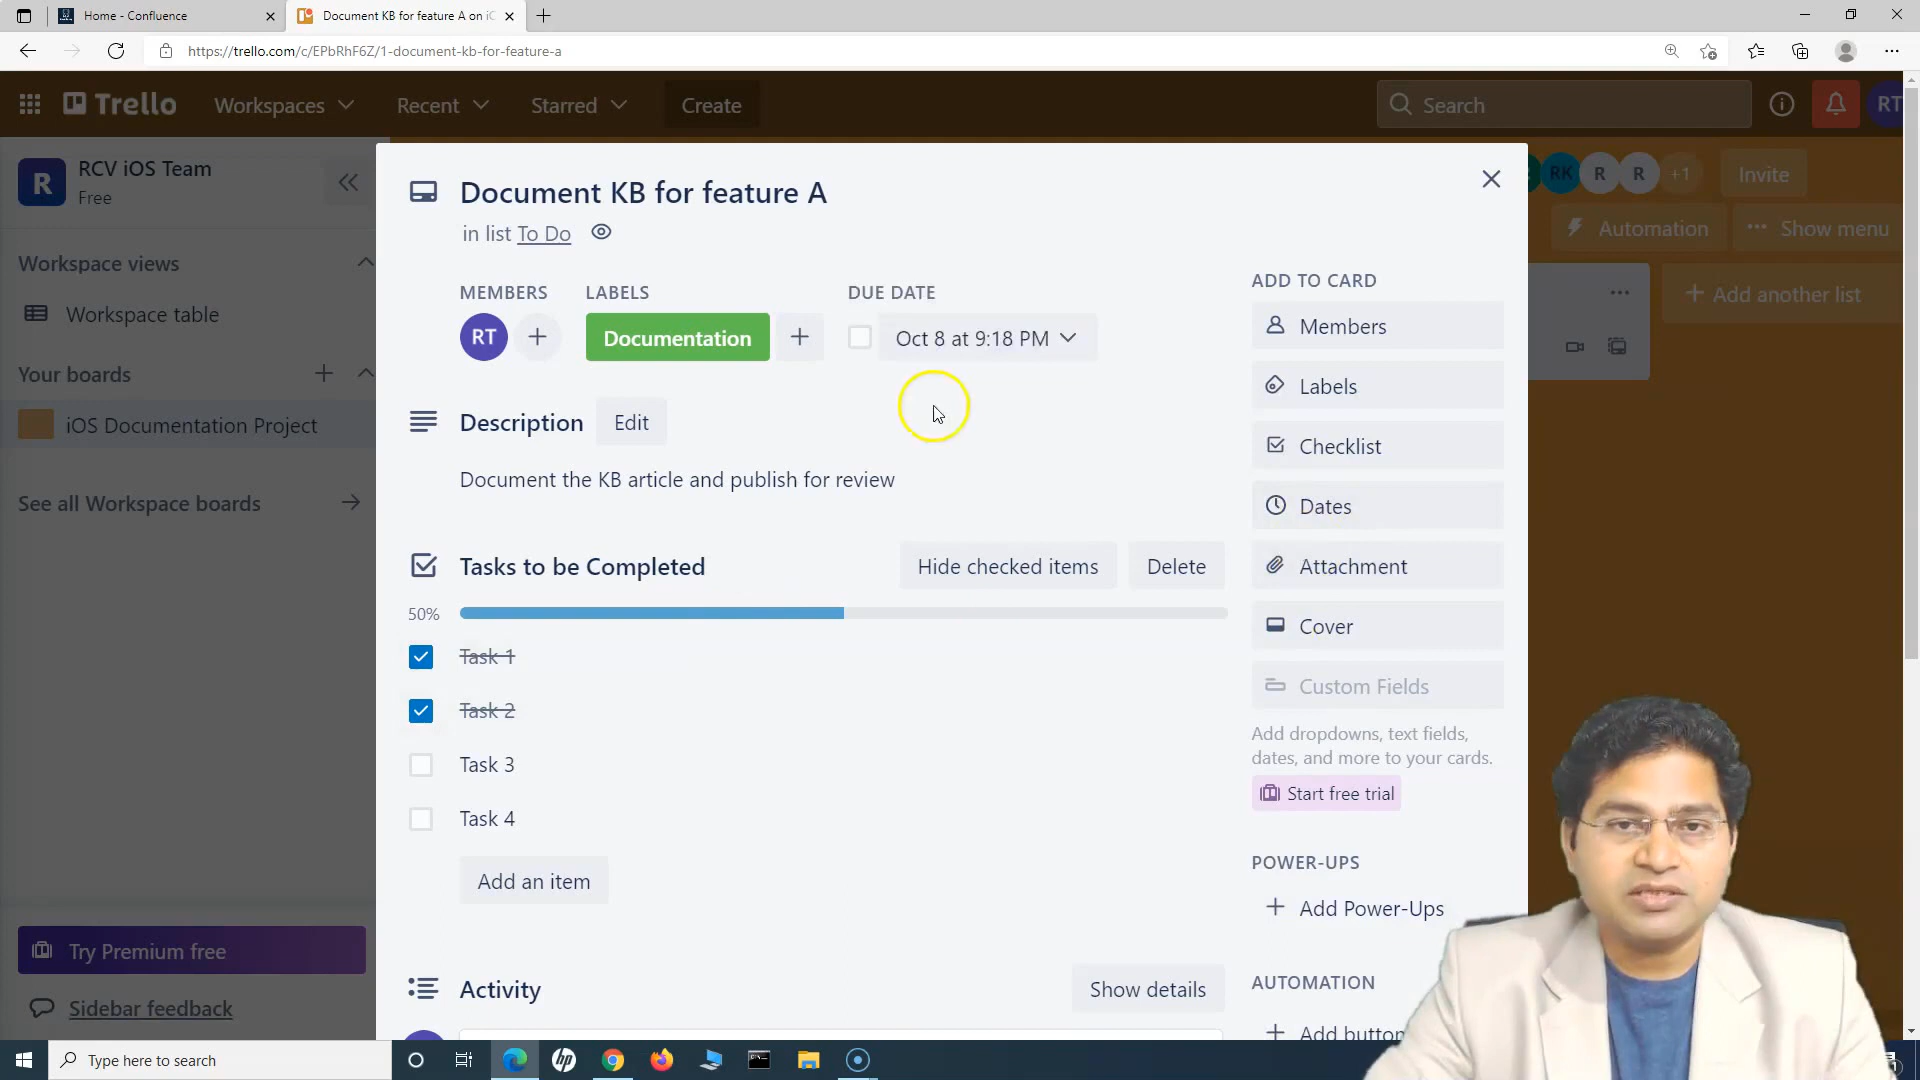 Home - Confluence
Document KB for feature A on iO
https://trello.com/c/EPbRhF6Z/1-document-kb-for-feature-a
Trello
Workspaces
Recent
Starred
Create
Search
RT
R
RCV iOS Team
Free
Workspace views
Workspace table
Your boards
iOS Documentation Project
See all Workspace boards
Try Premium free
Sidebar feedback
RK
R
R
+1
Invite
Automation
Show menu
Add another list
Document KB for feature A
in list To Do
MEMBERS
LABELS
DUE DATE
RT
Documentation
Oct 8 at 9:18 PM
Description
Edit
Document the KB article and publish for review
Tasks to be Completed
Hide checked items
Delete
50%
Task 1
Task 2
Task 3
Task 4
Add an item
Activity
Show details
ADD TO CARD
Members
Labels
Checklist
Dates
Attachment
Cover
Custom Fields
Add dropdowns, text fields,
dates, and more to your cards.
Start free trial
POWER-UPS
Add Power-Ups
AUTOMATION
Add button
Type here to search
hp